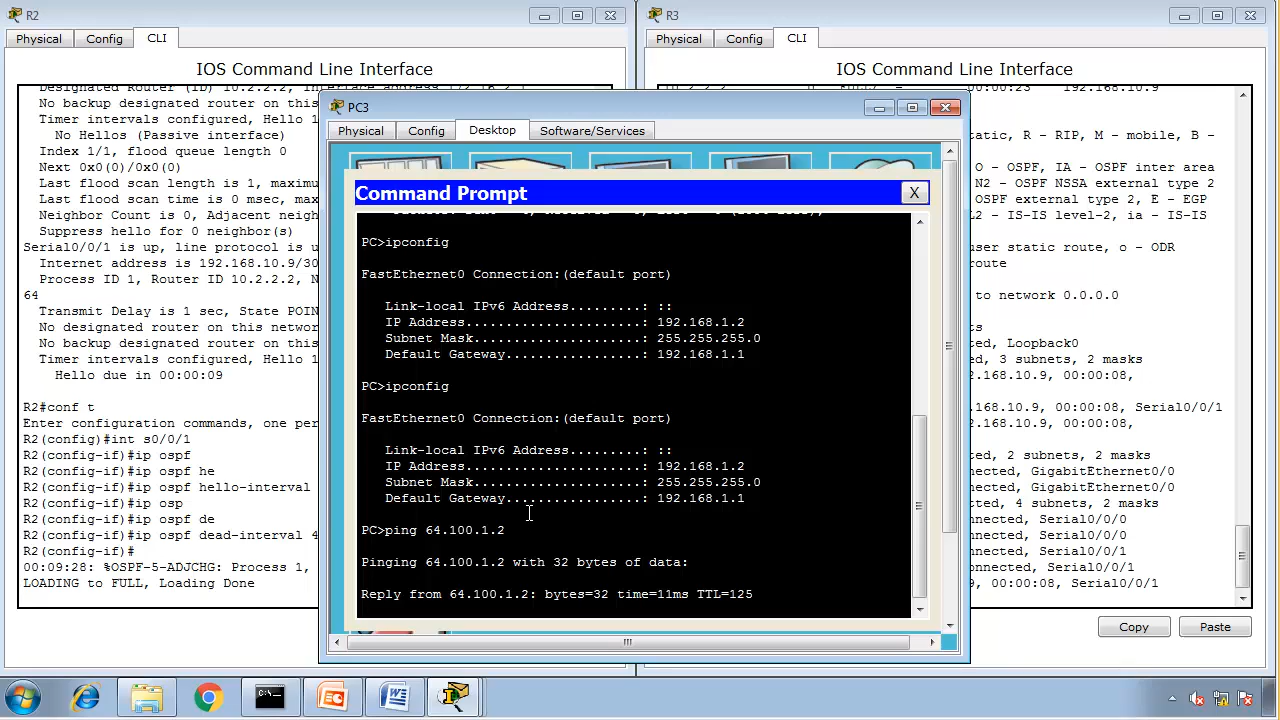 R2
Physical
Config
CLI
IOS Command Line Interface
Designated Router (ID) 10.2.2.2, Interface address 172.16.2.
No backup designated router on this
Timer intervals configured, Hello 1
No Hellos (Passive interface)
Index 1/1, flood queue length 0
Next 0x0(0)/0x0(0)
Last flood scan length is 1, maximu
Last flood scan time is 0 msec, max
Neighbor Count is 0, Adjacent neigh
Suppress hello for 0 neighbor(s)
Serial0/0/1 is up, line protocol is u
Internet address is 192.168.10.9/30
Process ID 1, Router ID 10.2.2.2, N
64
Transmit Delay is 1 sec, State POIN
No designated router on this networ
No backup designated router on this
Timer intervals configured, Hello 1
Hello due in 00:00:09
R2#conf t
Enter configuration commands, one per
R2(config)#int s0/0/1
R2(config-if)#ip ospf
R2(config-if)#ip ospf he
R2(config-if)#ip ospf hello-interval
R2(config-if)#ip osp
R2(config-if)#ip ospf de
R2(config-if)#ip ospf dead-interval 4
R2(config-if)#
00:09:28: %OSPF-5-ADJCHG: Process 1,
LOADING to FULL, Loading Done
PC3
Physical
Config
Desktop
Software/Services
Command Prompt
X
PC>ipconfig
FastEthernet0 Connection:(default port)
Link-local IPv6 Address.........: ::
IP Address......................: 192.168.1.2
Subnet Mask.....................: 255.255.255.0
Default Gateway.................: 192.168.1.1
PC>ipconfig
FastEthernet0 Connection:(default port)
Link-local IPv6 Address.........: ::
IP Address......................: 192.168.1.2
Subnet Mask.....................: 255.255.255.0
Default Gateway.................: 192.168.1.1
PC>ping 64.100.1.2
Pinging 64.100.1.2 with 32 bytes of data:
Reply from 64.100.1.2: bytes=32 time=11ms TTL=125
R3
Physical
Config
CLI
IOS Command Line Interface
00:00:23 192.168.10.9
tatic, R - RIP, M - mobile, B -
O - OSPF, IA - OSPF inter area
N2 - OSPF NSSA external type 2
OSPF external type 2, E - EGP
L2 - IS-IS level-2, ia - IS-IS
user static route, o - ODR
route
to network 0.0.0.0
ts
ted, Loopback0
ed, 3 subnets, 2 masks
2.168.10.9, 00:00:08,
.168.10.9, 00:00:08, Serial0/0/1
2.168.10.9, 00:00:08,
ted, 2 subnets, 2 masks
nnected, GigabitEthernet0/0
nected, GigabitEthernet0/0
tted, 4 subnets, 2 masks
onnected, Serial0/0/0
nected, Serial0/0/0
onnected, Serial0/0/1
onnected, Serial0/0/1
9, 00:00:08, Serial0/0/1
Copy
Paste